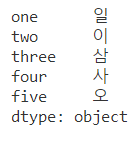 one 일
two 이
three 삼
four 사
five 오
dtype: object